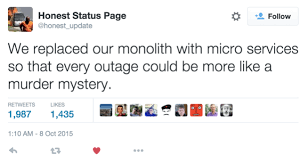 Honest Status Page
@honest_update
Follow
We replaced our monolith with micro services
so that every outage could be more like a
murder mystery.
RETWEETS LIKES
1,987 1,435
1:10 AM - 8 Oct 2015